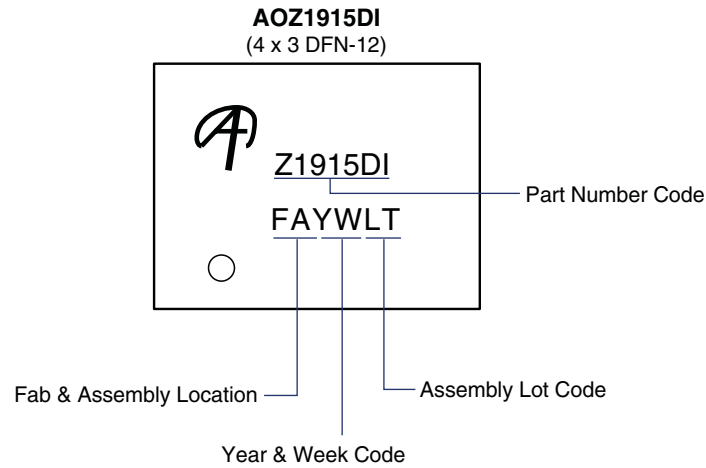 AOZ1915DI
(4 x 3 DFN-12)
Z1915DI
Part Number Code
FAYWLT
Fab & Assembly Location
Assembly Lot Code
Year & Week Code